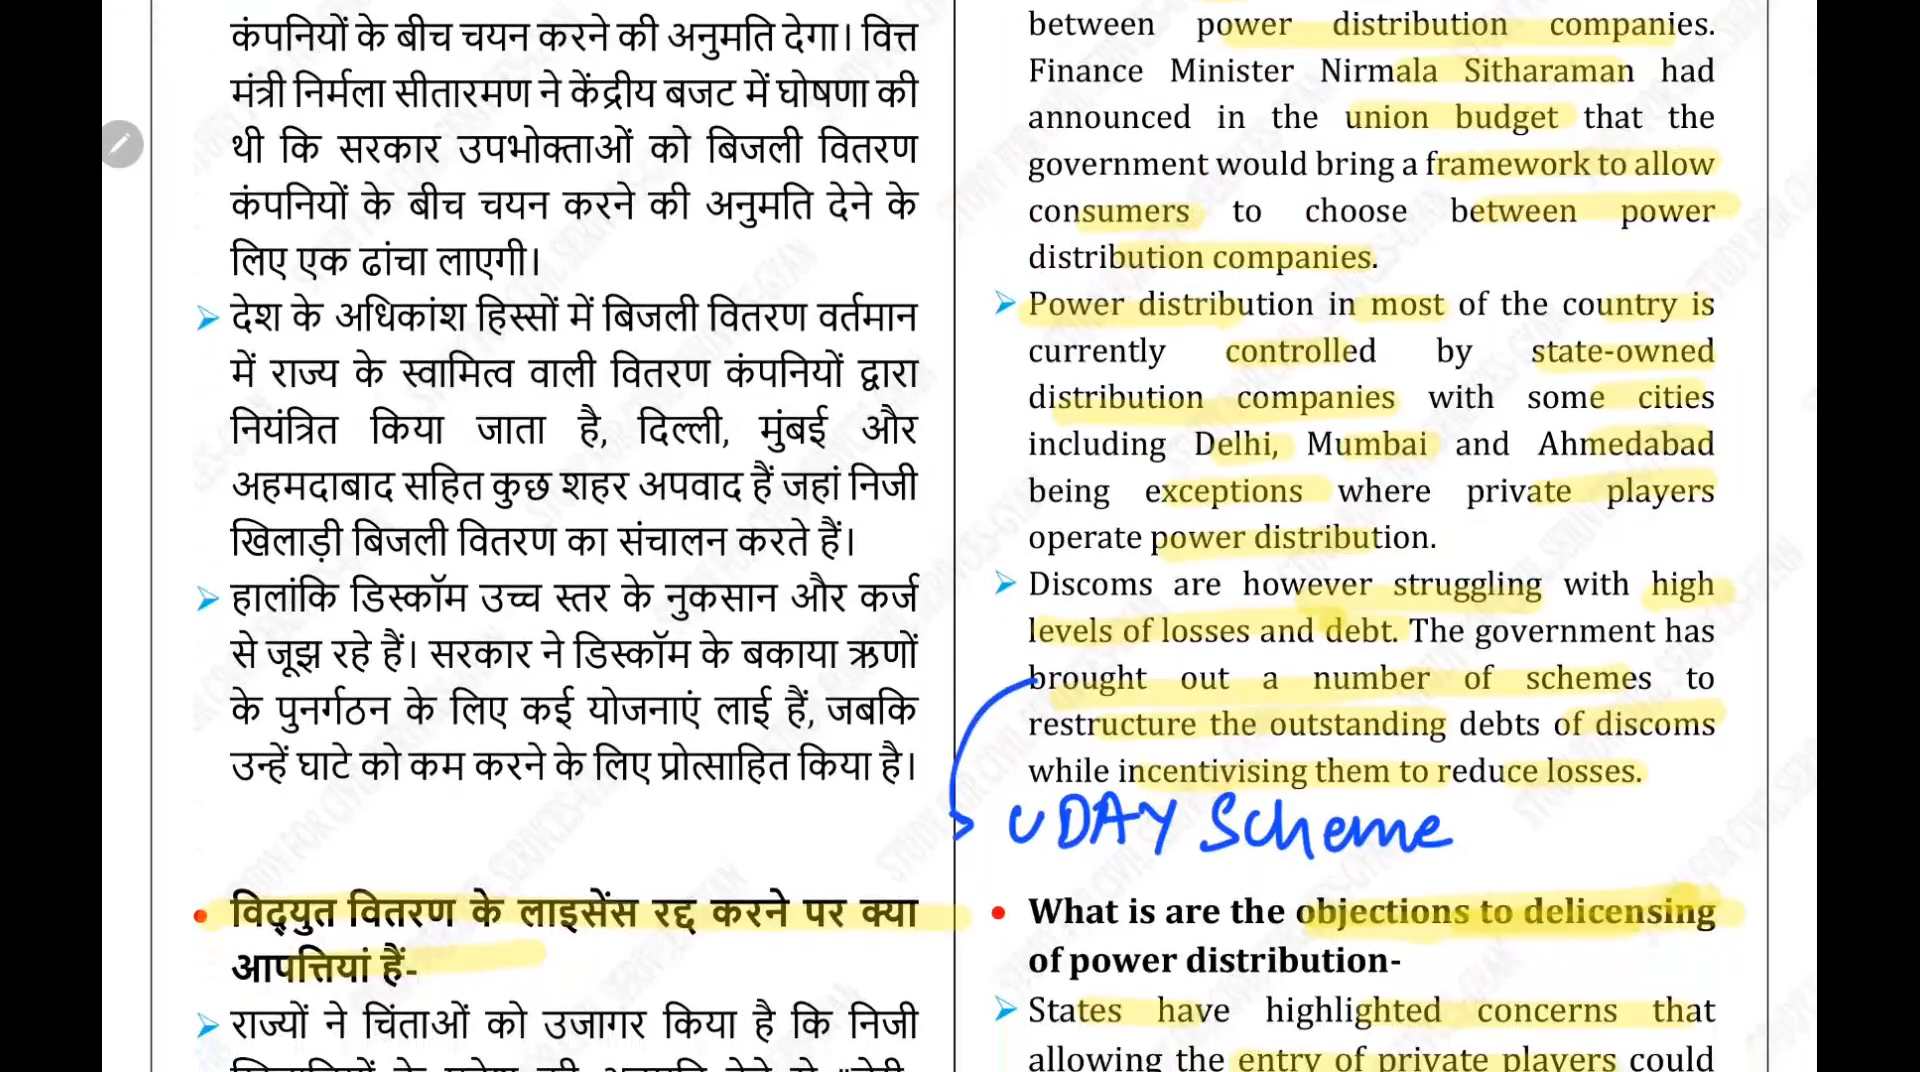 कंपनियों के बीच चयन करने की अनुमति देगा। वित्त
मंत्री निर्मला सीतारमण ने केंद्रीय बजट में घोषणा की
थी कि सरकार उपभोक्ताओं को बिजली वितरण
कंपनियों के बीच चयन करने की अनुमति देने के
लिए एक ढांचा लाएगी।
➢ देश के अधिकांश हिस्सों में बिजली वितरण वर्तमान
में राज्य के स्वामित्व वाली वितरण कंपनियों द्वारा
नियंत्रित किया जाता है, दिल्ली, मुंबई और
अहमदाबाद सहित कुछ शहर अपवाद हैं जहां निजी
खिलाड़ी बिजली वितरण का संचालन करते हैं।
➢ हालांकि डिस्कॉम उच्च स्तर के नुकसान और कर्ज
से जूझ रहे हैं। सरकार ने डिस्कॉम के बकाया ऋणों
के पुनर्गठन के लिए कई योजनाएं लाई हैं, जबकि
उन्हें घाटे को कम करने के लिए प्रोत्साहित किया है।
• विद्युत वितरण के लाइसेंस रद्द करने पर क्या
आपत्तियां हैं-
➢ राज्यों ने चिंताओं को उजागर किया है कि निजी
between power distribution companies.
Finance Minister Nirmala Sitharaman had
announced in the union budget that the
government would bring a framework to allow
consumers to choose between power
distribution companies.
➢ Power distribution in most of the country is
currently controlled by state-owned
distribution companies with some cities
including Delhi, Mumbai and Ahmedabad
being exceptions where private players
operate power distribution.
➢ Discoms are however struggling with high
levels of losses and debt. The government has
brought out a number of schemes to
restructure the outstanding debts of discoms
while incentivising them to reduce losses.
UDAY Scheme
• What is are the objections to delicensing
of power distribution-
➢ States have highlighted concerns that
allowing the entry of private players could